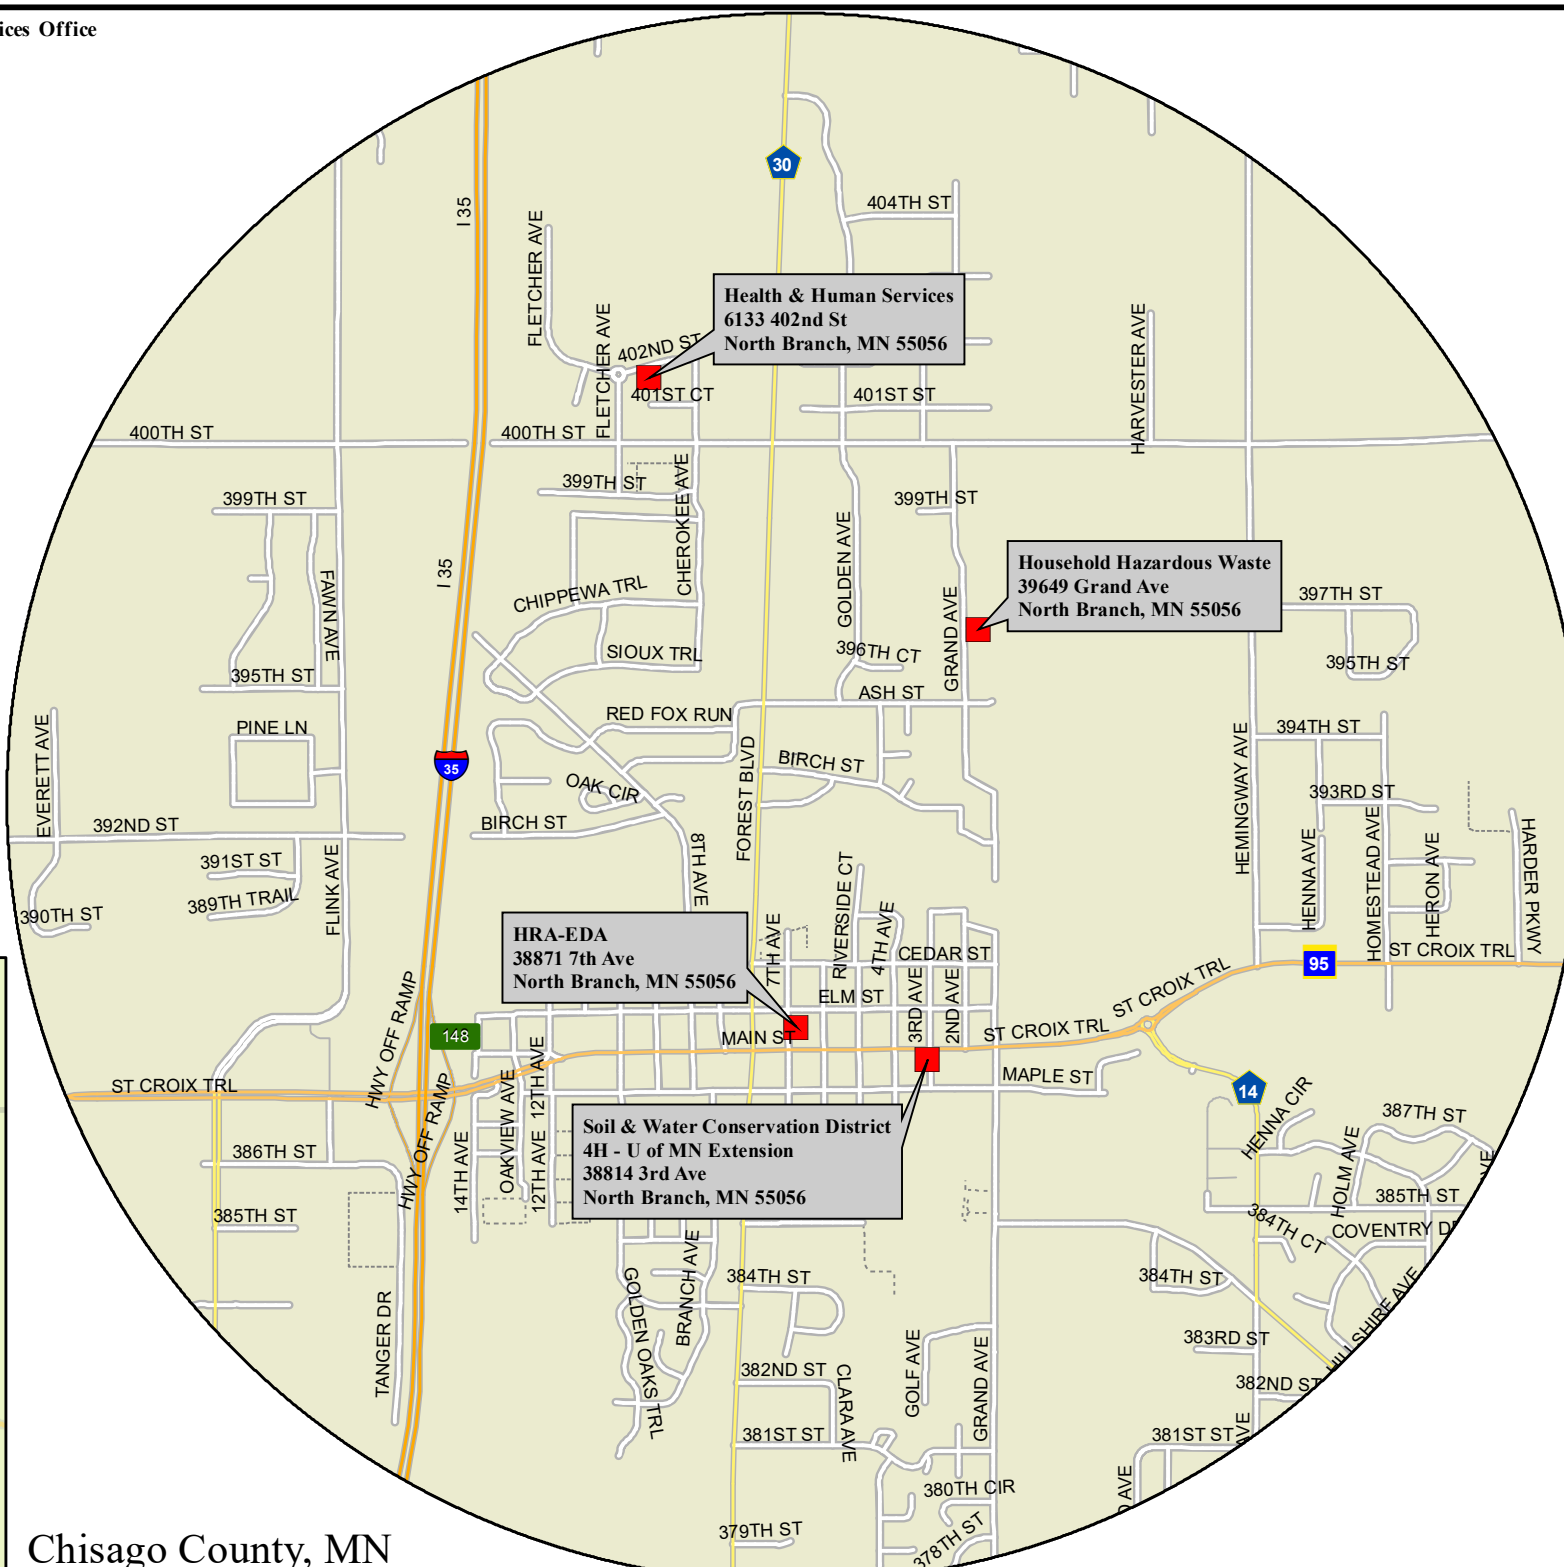 ices Office
30
404TH ST
I 35
FLETCHER AVE
Health & Human Services
6133 402nd St
North Branch, MN 55056
FLETCHER AVE
402ND ST
401ST CT
401ST ST
HARVESTER AVE
400TH ST
400TH ST
399TH ST
399TH ST
399TH ST
CHEROKEE AVE
GOLDEN AVE
I 35
FAWN AVE
CHIPPEWA TRL
GRAND AVE
Household Hazardous Waste
39649 Grand Ave
North Branch, MN 55056
397TH ST
SIOUX TRL
396TH CT
395TH ST
395TH ST
ASH ST
RED FOX RUN
PINE LN
394TH ST
EVERETT AVE
35
FOREST BLVD
BIRCH ST
HEMINGWAY AVE
OAK CIR
393RD ST
392ND ST
BIRCH ST
HARDER PKWY
391ST ST
FLINK AVE
8TH AVE
HENNA AVE
HOMESTEAD AVE
HERON AVE
389TH TRAIL
390TH ST
RIVERSIDE CT
4TH AVE
7TH AVE
HRA-EDA
38871 7th Ave
North Branch, MN 55056
CEDAR ST
ST CROIX TRL
95
ELM ST
3RD AVE
2ND AVE
ST CROIX TRL
HWY OFF RAMP
148
MAIN ST
ST CROIX TRL
ST CROIX TRL
12TH AVE
OAKVIEW AVE
MAPLE ST
14
HENNA CIR
387TH ST
HWY OFF RAMP
Soil & Water Conservation District
4H - U of MN Extension
38814 3rd Ave
North Branch, MN 55056
386TH ST
14TH AVE
12TH AVE
HOLM AVE
385TH ST
385TH ST
AVE
384TH CT
COVENTRY D
384TH ST
384TH ST
BRANCH AVE
GOLDEN OAKS TRL
TANGER DR
383RD ST
HILLSHIRE AVE
382ND ST
CLARA AVE
GOLF AVE
GRAND AVE
382ND ST
381ST ST
381ST ST
AVE
380TH CIR
AVE
379TH ST
378TH ST
Chisago County, MN